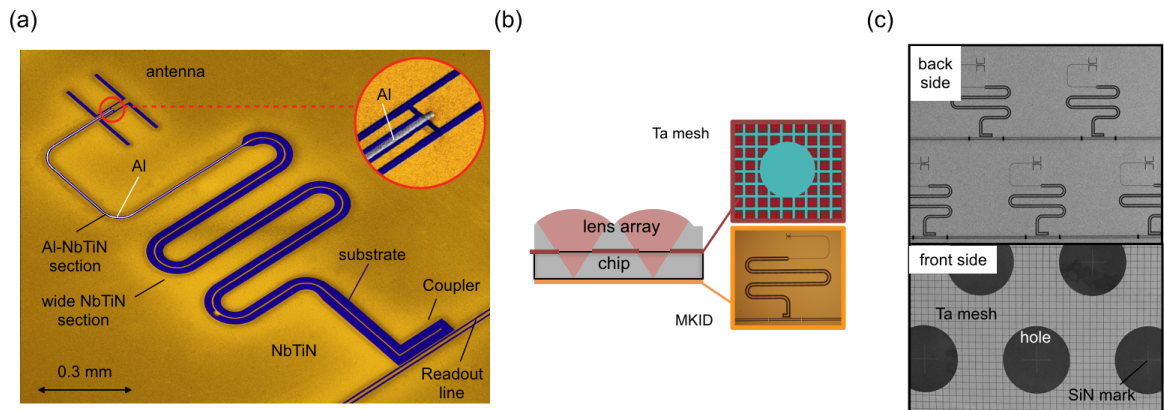 (a)
antenna
Al
Al
Al-NbTiN
section
wide NbTiN
section
substrate
Coupler
NbTiN
Readout
line
0.3 mm
(b)
Ta mesh
lens array
chip
MKID
(c)
back
side
front side
Ta mesh
hole
SiN mark